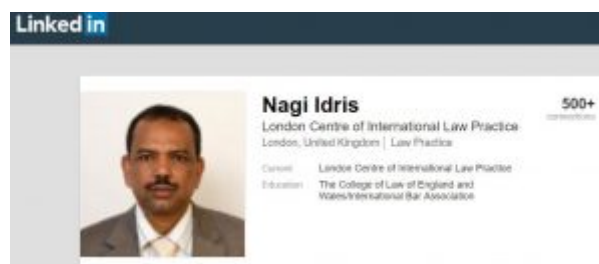 Linked in
Nagi Idris
500+
connections
London Centre of International Law Practice
London, United Kingdom | Law Practice
Current London Centre of International Law Practice
Education The College of Law of England and
Wales/International Bar Association